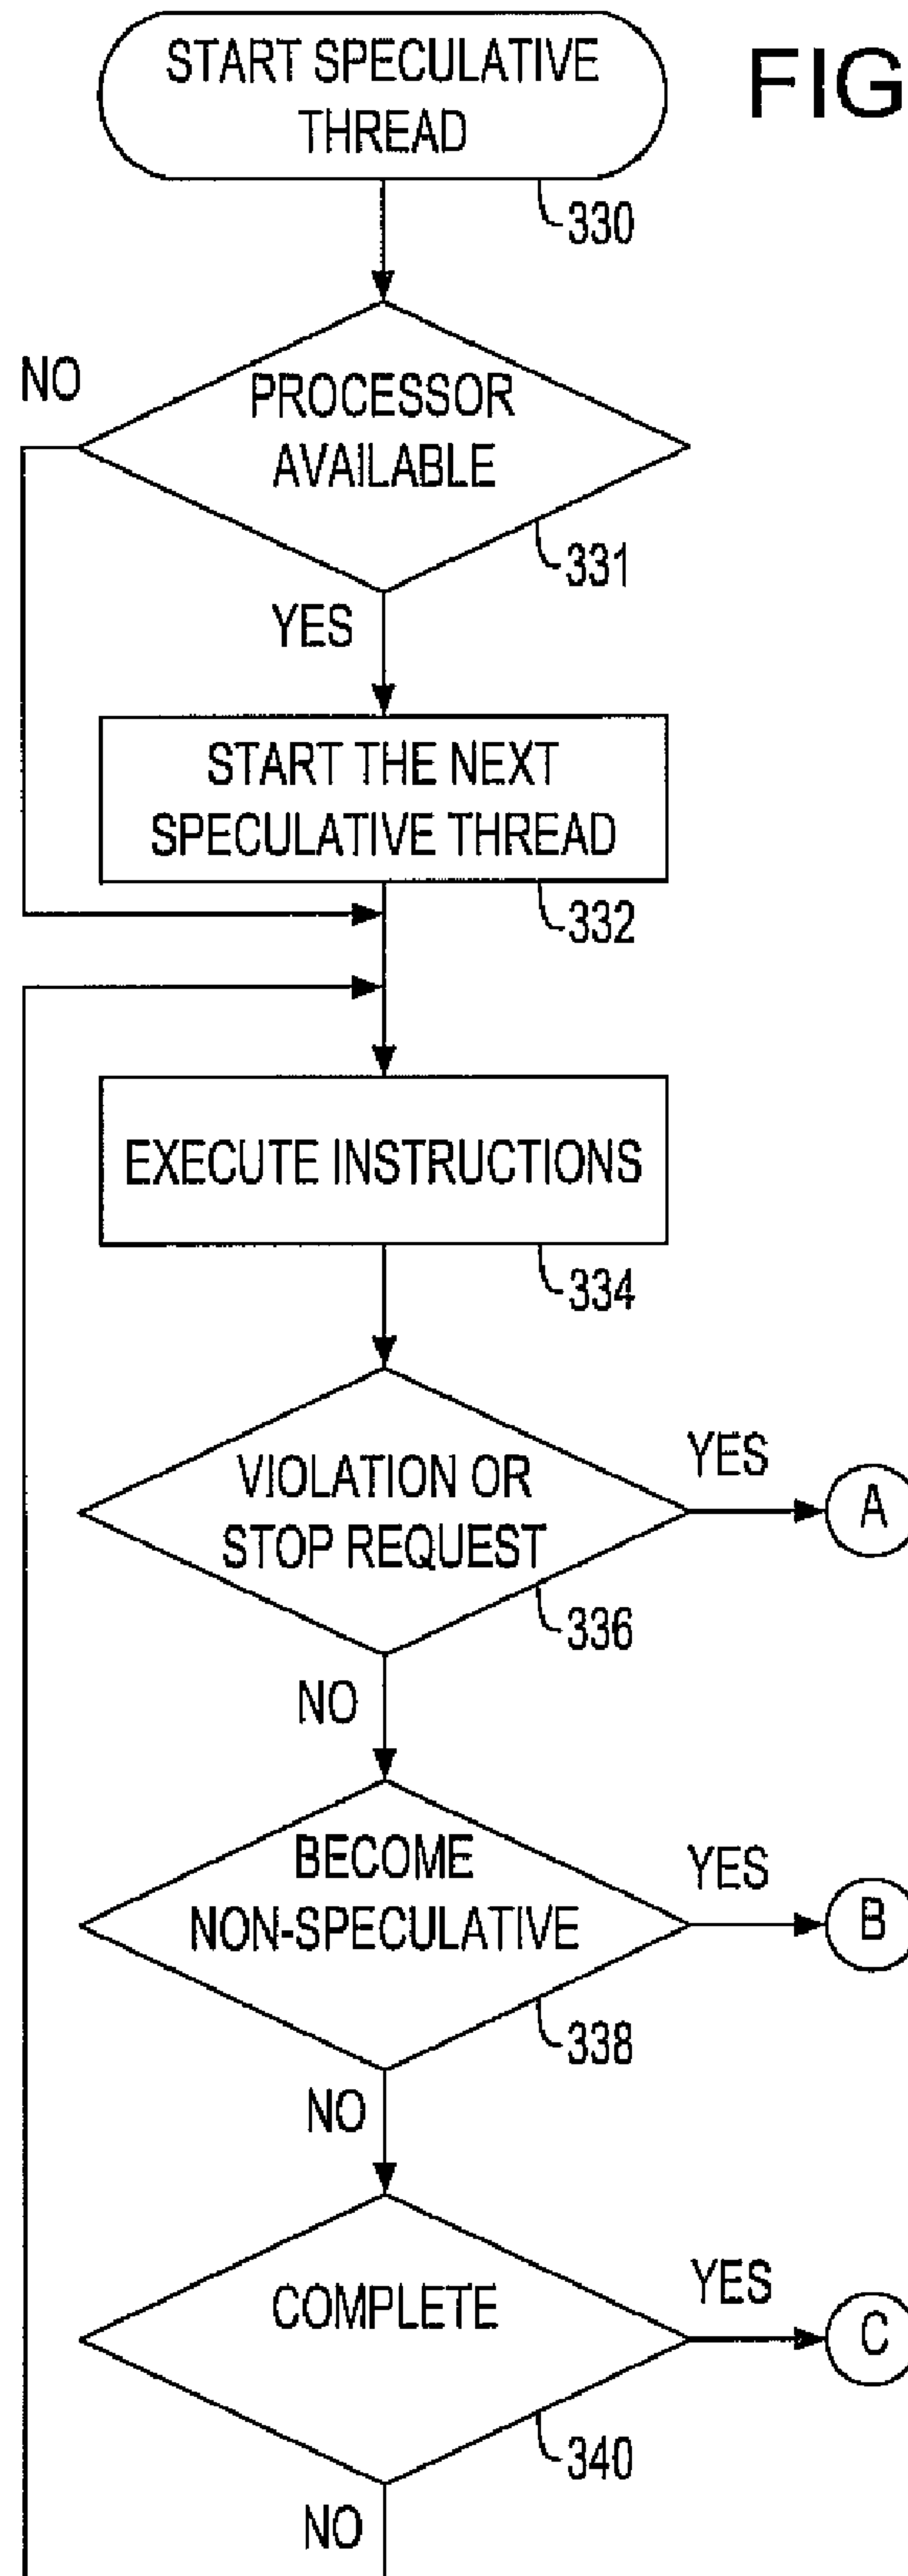 START SPECULATIVE
THREAD
FIG
330
NO
PROCESSOR
AVAILABLE
331
YES
START THE NEXT
SPECULATIVE THREAD
332
EXECUTE INSTRUCTIONS
334
VIOLATION OR
STOP REQUEST
YES
A
336
NO
BECOME
NON-SPECULATIVE
YES
B
338
NO
COMPLETE
YES
C
340
NO